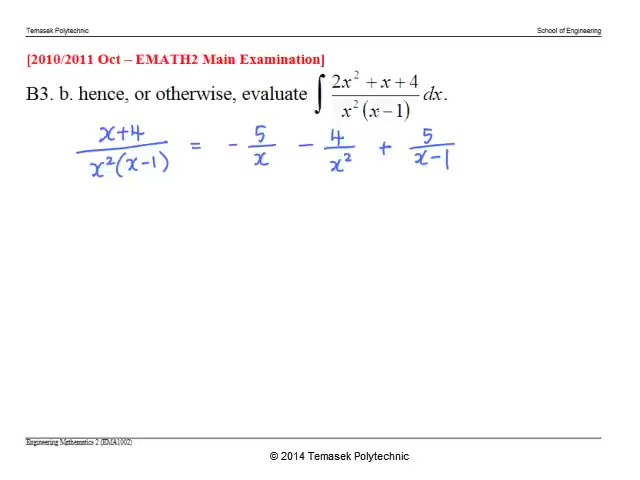 Temasek Polytechnic School of Engineering
[2010/2011 Oct – EMATH2 Main Examination]
B3. b. hence, or otherwise, evaluate ∫ (2x² + x + 4)/(x² (x − 1)) dx.
(x+4)/(x²(x−1)) = − 5/x − 4/x² + 5/(x−1)
Engineering Mathematics 2 (EMA1002)
© 2014 Temasek Polytechnic